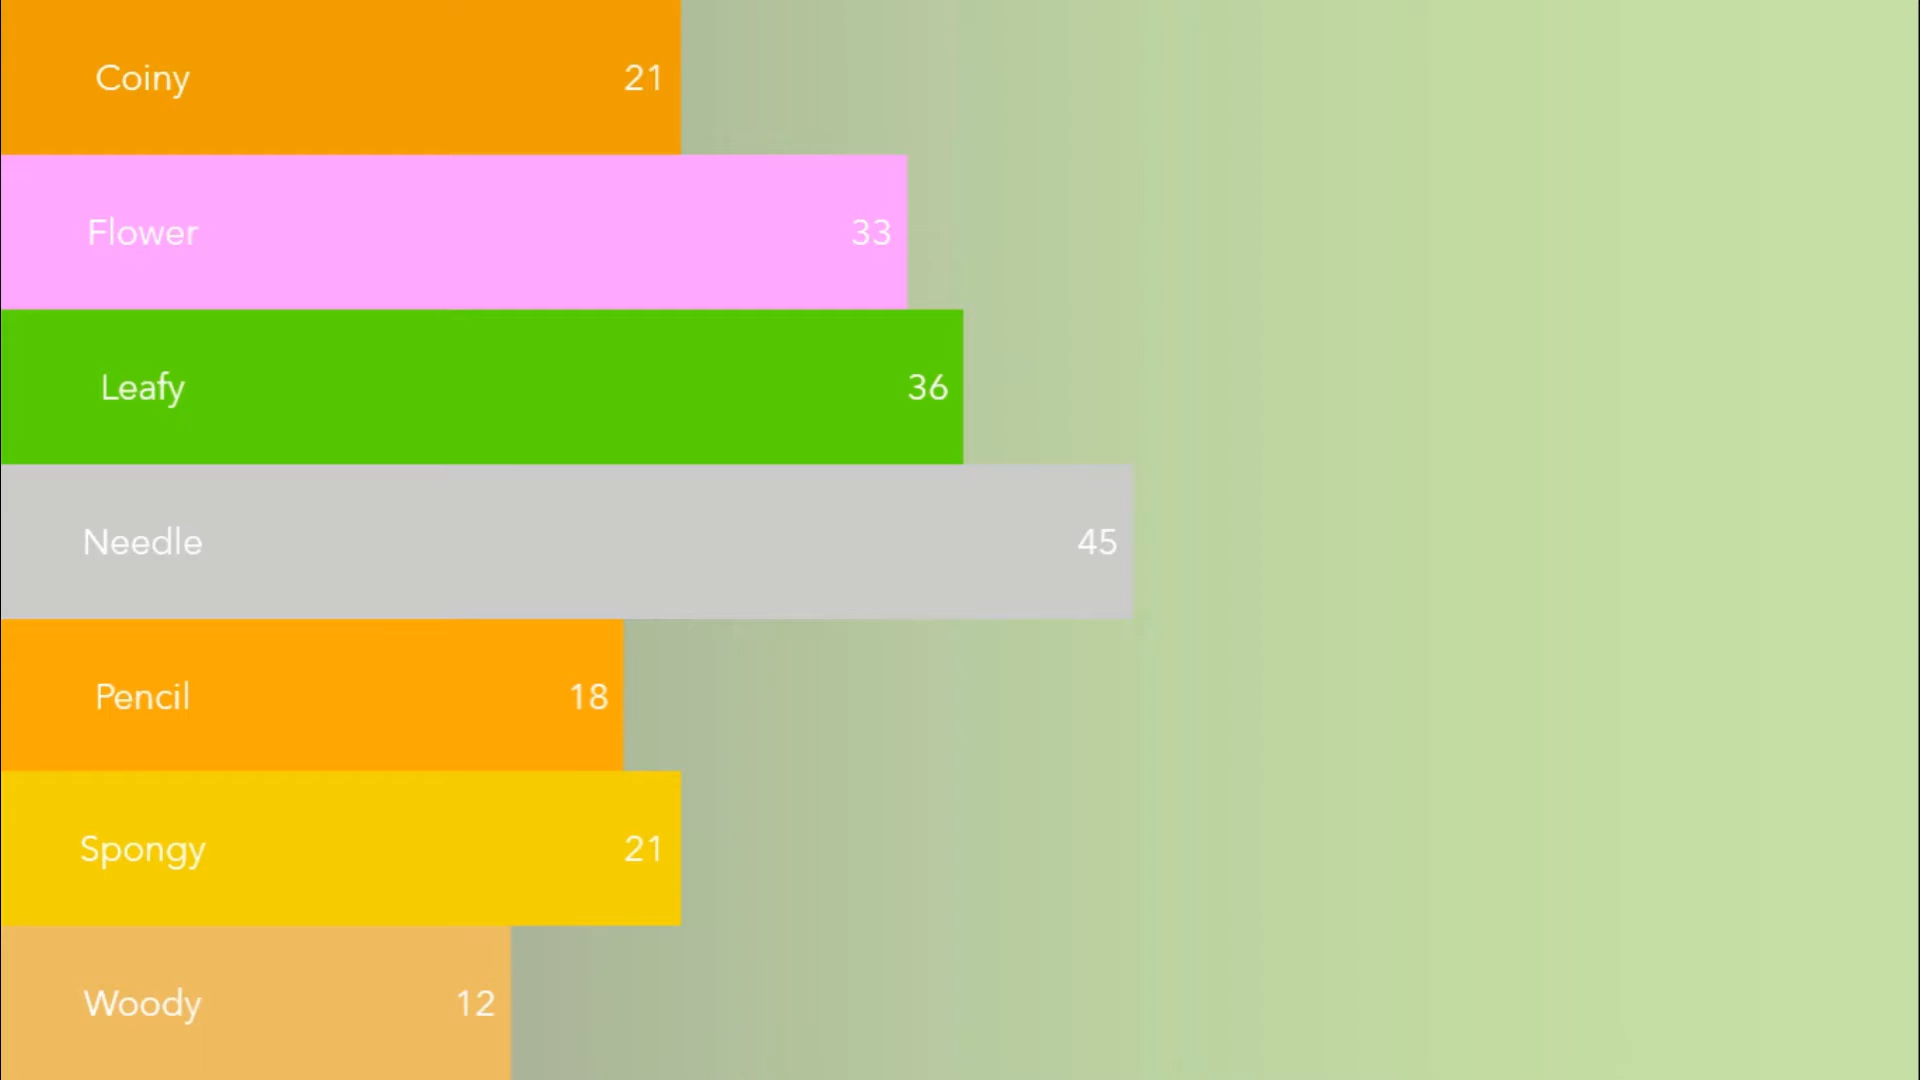 Coiny 21
Flower 33
Leafy 36
Needle 45
Pencil 18
Spongy 21
Woody 12